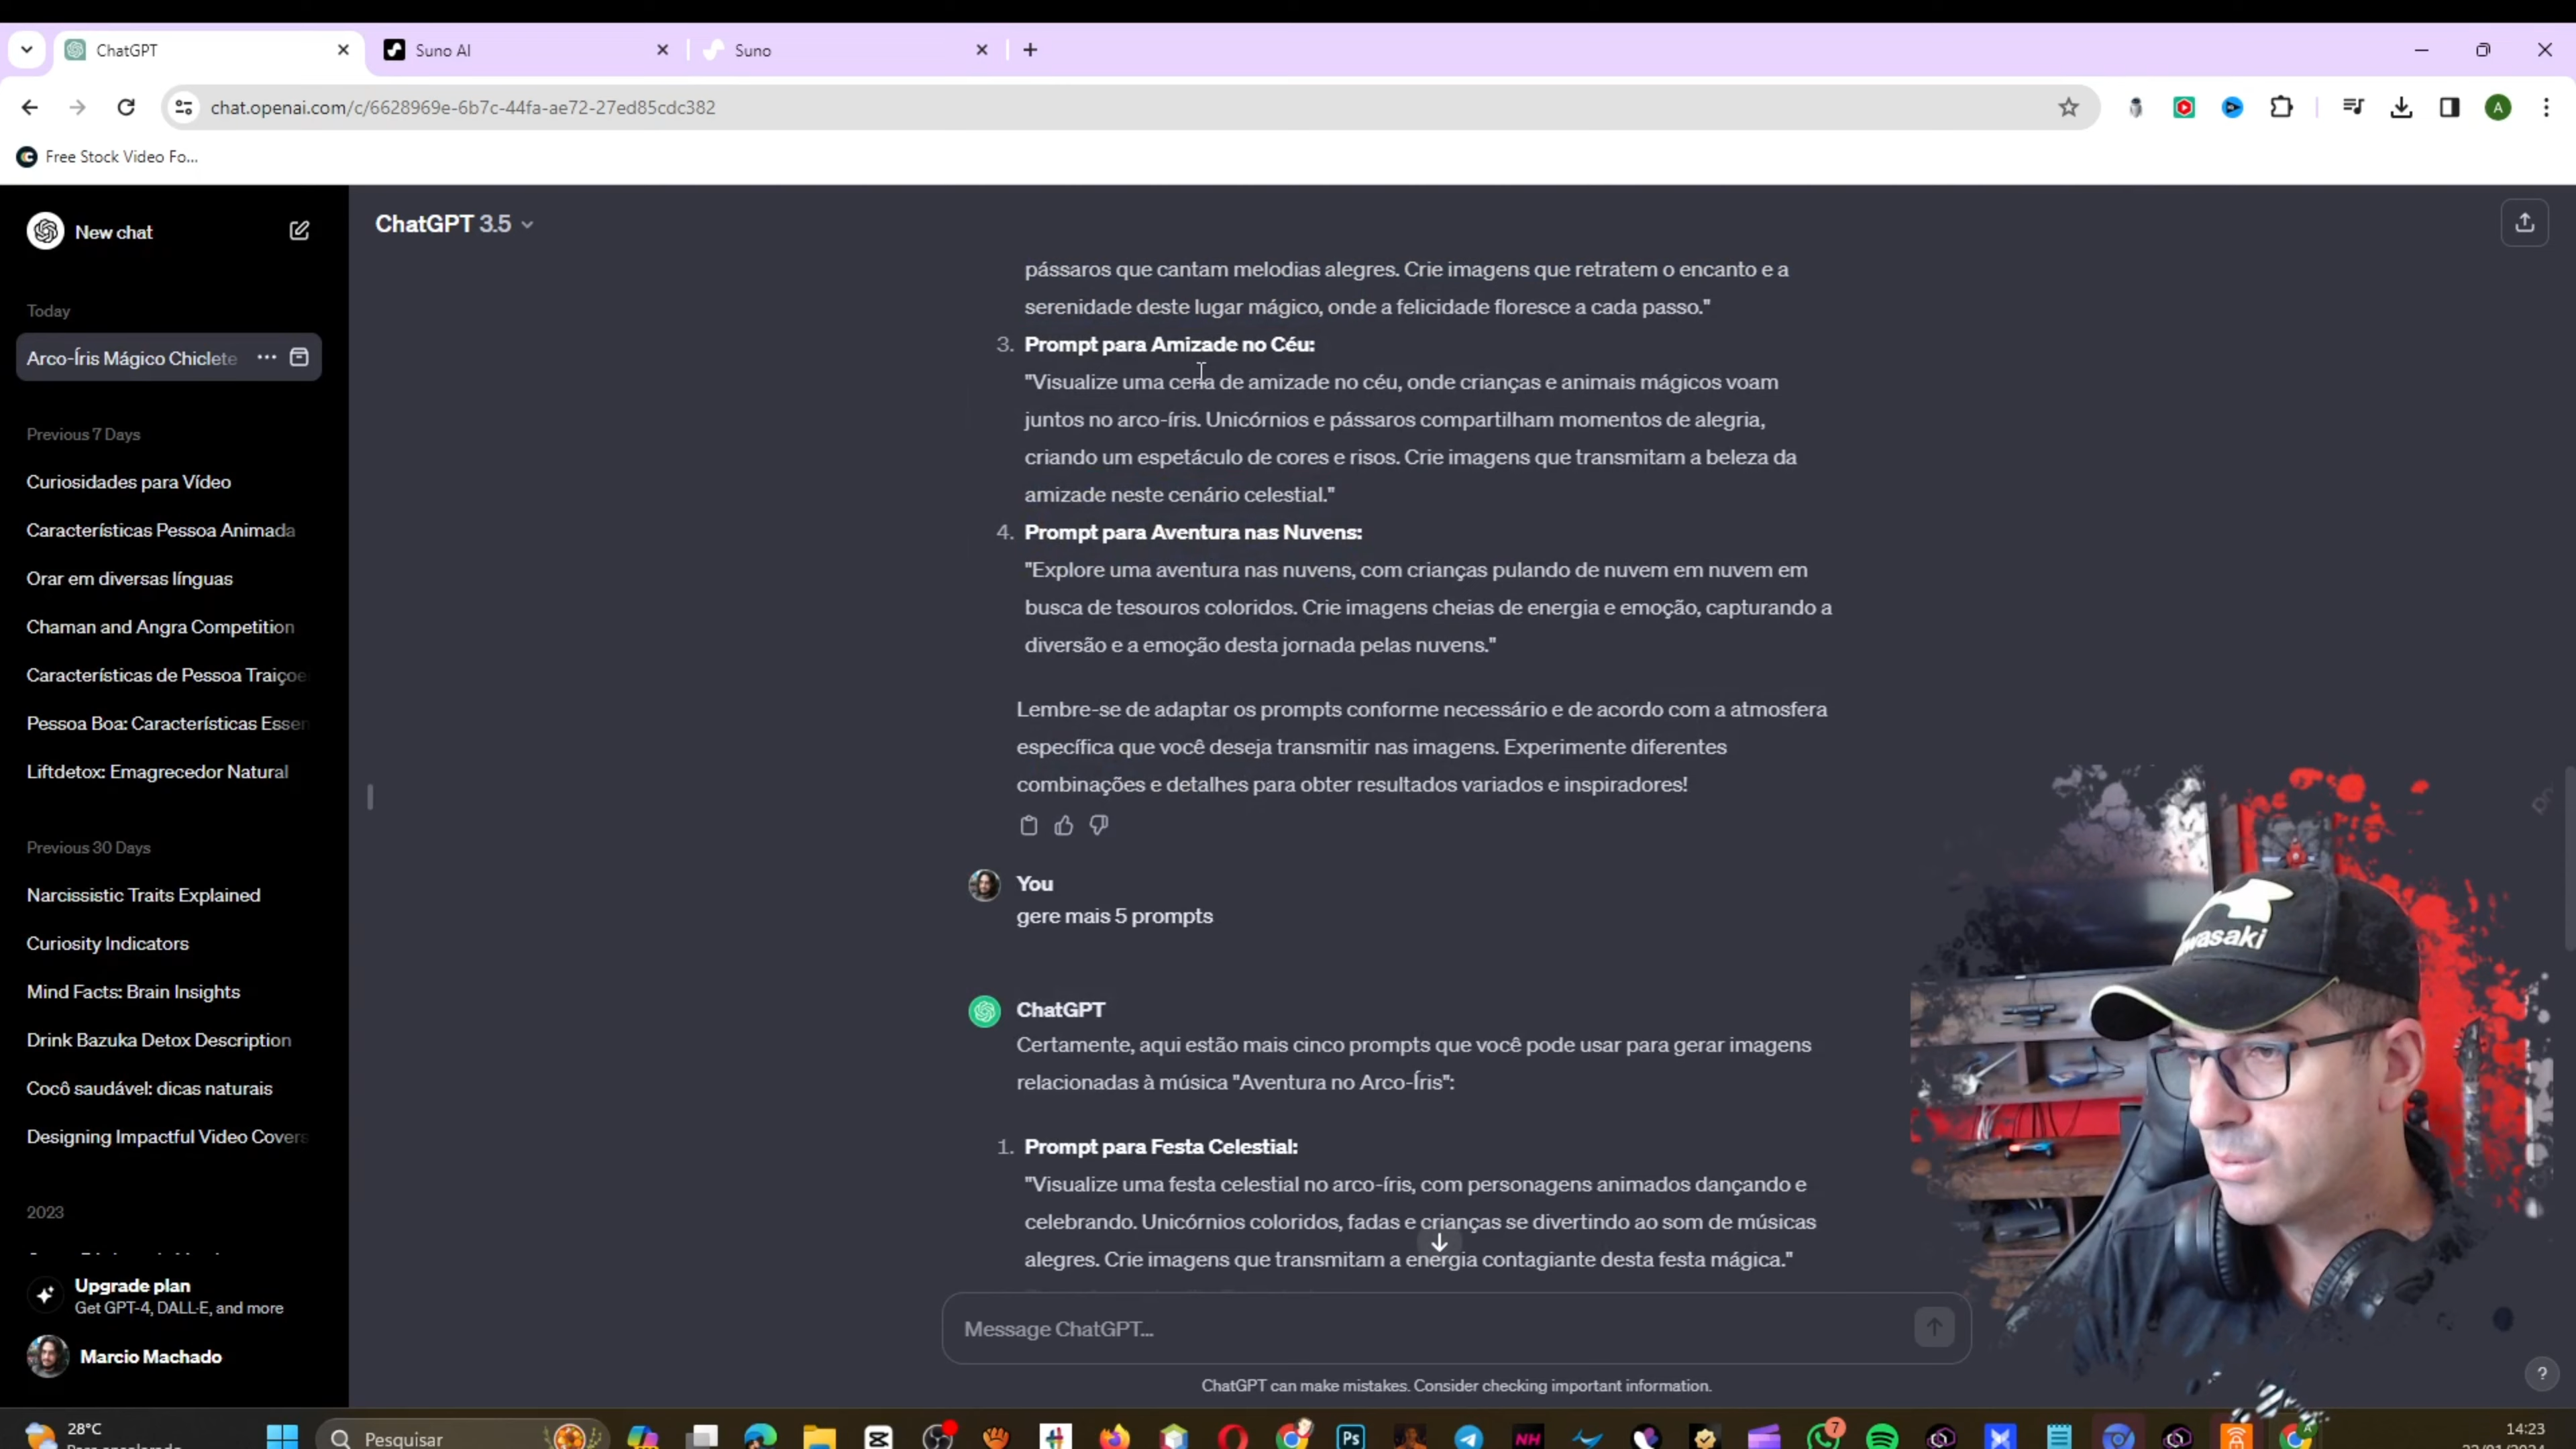 ChatGPT
Suno AI
Suno
chat.openai.com/c/6628969e-6b7c-44fa-ae72-27ed85cdc382
A
Free Stock Video Fo...
New chat
Today
Arco-Íris Mágico Chiclete
Previous 7 Days
Curiosidades para Vídeo
Características Pessoa Animada
Orar em diversas línguas
Chaman and Angra Competition
Características de Pessoa Traiçoe
Pessoa Boa: Características Essen
Liftdetox: Emagrecedor Natural
Previous 30 Days
Narcissistic Traits Explained
Curiosity Indicators
Mind Facts: Brain Insights
Drink Bazuka Detox Description
Cocô saudável: dicas naturais
Designing Impactful Video Covers
2023
Upgrade plan
Get GPT-4, DALL·E, and more
Marcio Machado
ChatGPT 3.5
pássaros que cantam melodias alegres. Crie imagens que retratem o encanto e a
serenidade deste lugar mágico, onde a felicidade floresce a cada passo."
3. Prompt para Amizade no Céu:
"Visualize uma cena de amizade no céu, onde crianças e animais mágicos voam
juntos no arco-íris. Unicórnios e pássaros compartilham momentos de alegria,
criando um espetáculo de cores e risos. Crie imagens que transmitam a beleza da
amizade neste cenário celestial."
4. Prompt para Aventura nas Nuvens:
"Explore uma aventura nas nuvens, com crianças pulando de nuvem em nuvem em
busca de tesouros coloridos. Crie imagens cheias de energia e emoção, capturando a
diversão e a emoção desta jornada pelas nuvens."
Lembre-se de adaptar os prompts conforme necessário e de acordo com a atmosfera
específica que você deseja transmitir nas imagens. Experimente diferentes
combinações e detalhes para obter resultados variados e inspiradores!
You
gere mais 5 prompts
ChatGPT
Certamente, aqui estão mais cinco prompts que você pode usar para gerar imagens
relacionadas à música "Aventura no Arco-Íris":
1. Prompt para Festa Celestial:
"Visualize uma festa celestial no arco-íris, com personagens animados dançando e
celebrando. Unicórnios coloridos, fadas e crianças se divertindo ao som de músicas
alegres. Crie imagens que transmitam a energia contagiante desta festa mágica."
Message ChatGPT...
ChatGPT can make mistakes. Consider checking important information.
?
wasaki
28°C
Pesquisar
Ps
NH
7
A
14:23